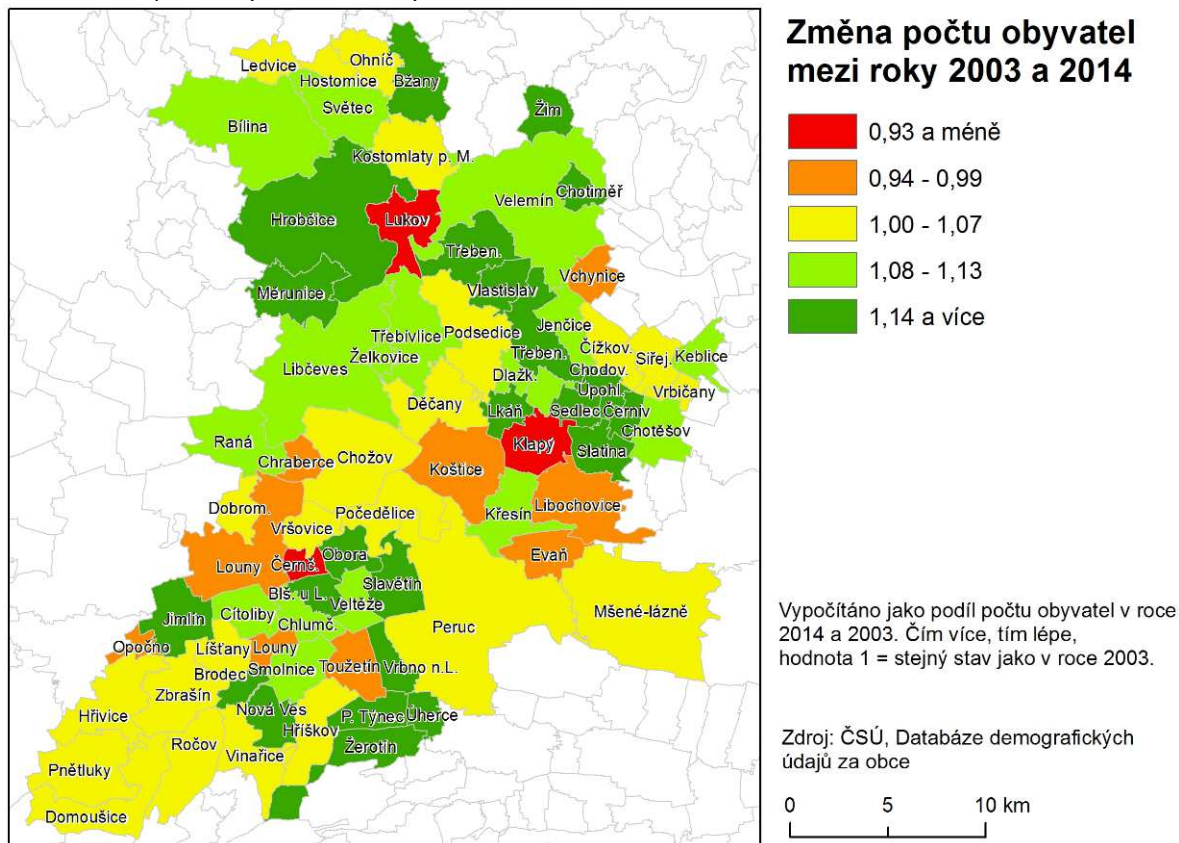 Změna počtu obyvatel
mezi roky 2003 a 2014
0,93 a méně
0,94 - 0,99
1,00 - 1,07
1,08 - 1,13
1,14 a více
Ledvice
Ohníč
Hostomice
Bžany
Světec
Bílina
Žim
Kostomlaty p. M.
Velemín
Chotiměř
Hrobčice
Lukov
Třeben.
Vchynice
Měrunice
Vlastislav
Třebívlice
Podsedice
Jenčice
Želkovice
Třeben.
Čížkov.
Siřej.
Keblice
Libčeves
Dlažk.
Chodov.
Vrbičany
Upohl.
Děčany
Lkáň
Sedlec
Černiv
Chotěšov
Raná
Klapý
Slatina
Chraberce
Chožov
Koštice
Libochovice
Dobrom.
Počedělice
Křesín
Vršovice
Evaň
Louny
Černč.
Obora
Slavětín
Blš. u L.
Veltěže
Mšené-lázně
Jimlín
Cítoliby
Chlumč.
Peruc
Opočno
Líšťany
Louny
Brodec
Smolnice
Toužetín
Vrbno n.L.
Zbrašín
Hřivice
Nová Ves
P. Týnec
Úherce
Hříškov
Ročov
Vinařice
Žerotín
Pnětluky
Domoušice
Vypočítáno jako podíl počtu obyvatel v roce
2014 a 2003. Čím více, tím lépe,
hodnota 1 = stejný stav jako v roce 2003.
Zdroj: ČSÚ, Databáze demografických
údajů za obce
0 5 10 km